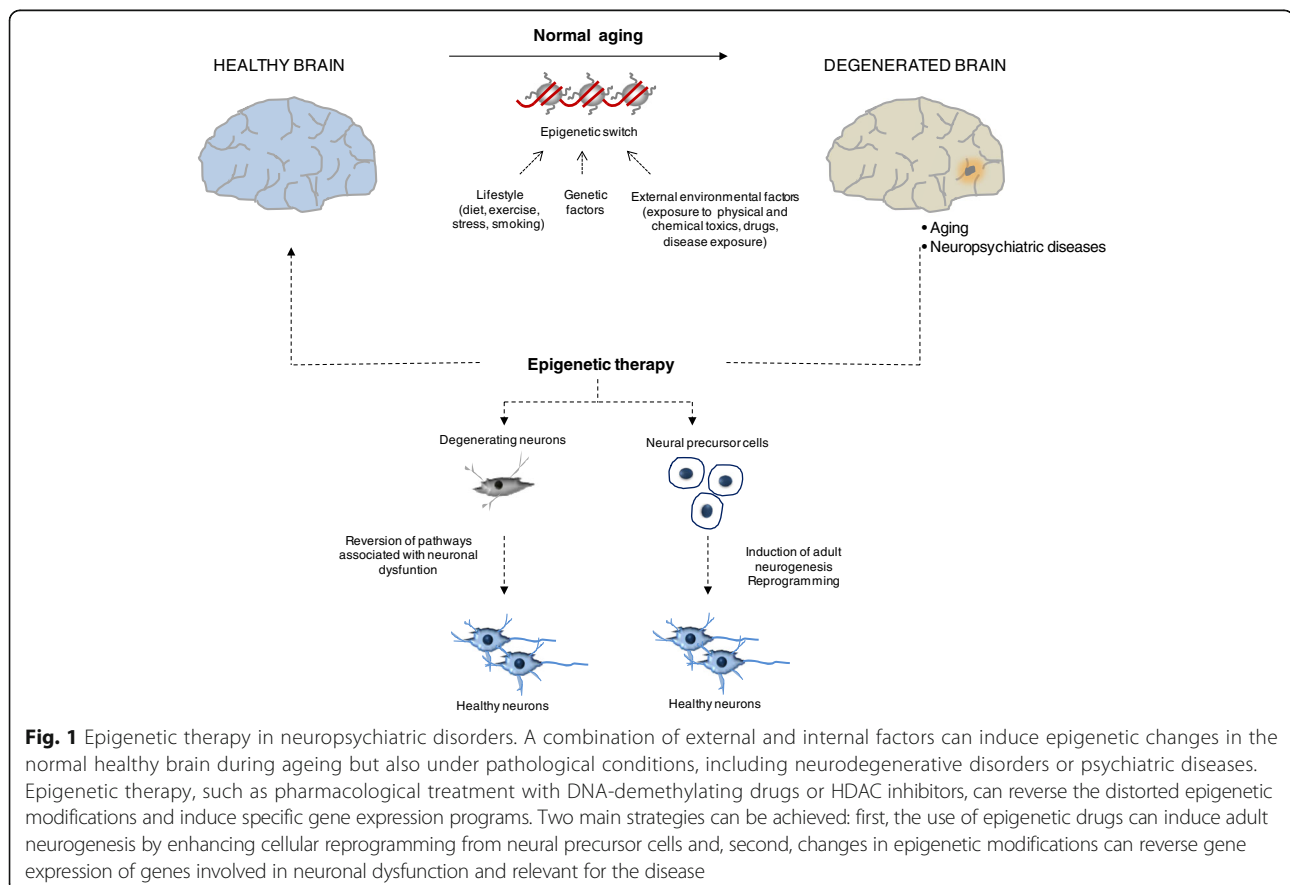 Normal aging
HEALTHY BRAIN
DEGENERATED BRAIN
Epigenetic switch
Lifestyle
(diet, exercise,
stress, smoking)
Genetic
factors
External environmental factors
(exposure to physical and
chemical toxics, drugs,
disease exposure)
• Aging
• Neuropsychiatric diseases
Epigenetic therapy
Degenerating neurons
Neural precursor cells
Reversion of pathways
associated with neuronal
dysfuntion
Induction of adult
neurogenesis
Reprogramming
Healthy neurons
Healthy neurons
Fig. 1 Epigenetic therapy in neuropsychiatric disorders. A combination of external and internal factors can induce epigenetic changes in the
normal healthy brain during ageing but also under pathological conditions, including neurodegenerative disorders or psychiatric diseases.
Epigenetic therapy, such as pharmacological treatment with DNA-demethylating drugs or HDAC inhibitors, can reverse the distorted epigenetic
modifications and induce specific gene expression programs. Two main strategies can be achieved: first, the use of epigenetic drugs can induce adult
neurogenesis by enhancing cellular reprogramming from neural precursor cells and, second, changes in epigenetic modifications can reverse gene
expression of genes involved in neuronal dysfunction and relevant for the disease